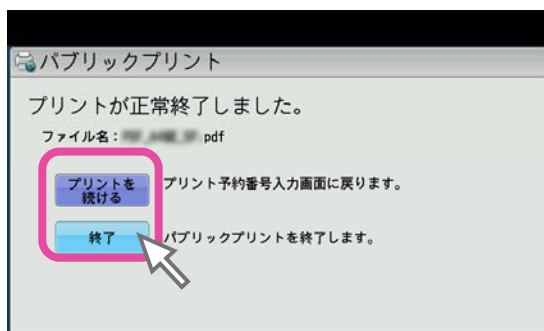 パブリックプリント
プリントが正常終了しました。
ファイル名： .pdf
プリントを
続ける
プリント予約番号入力画面に戻ります。
終了
パブリックプリントを終了します。